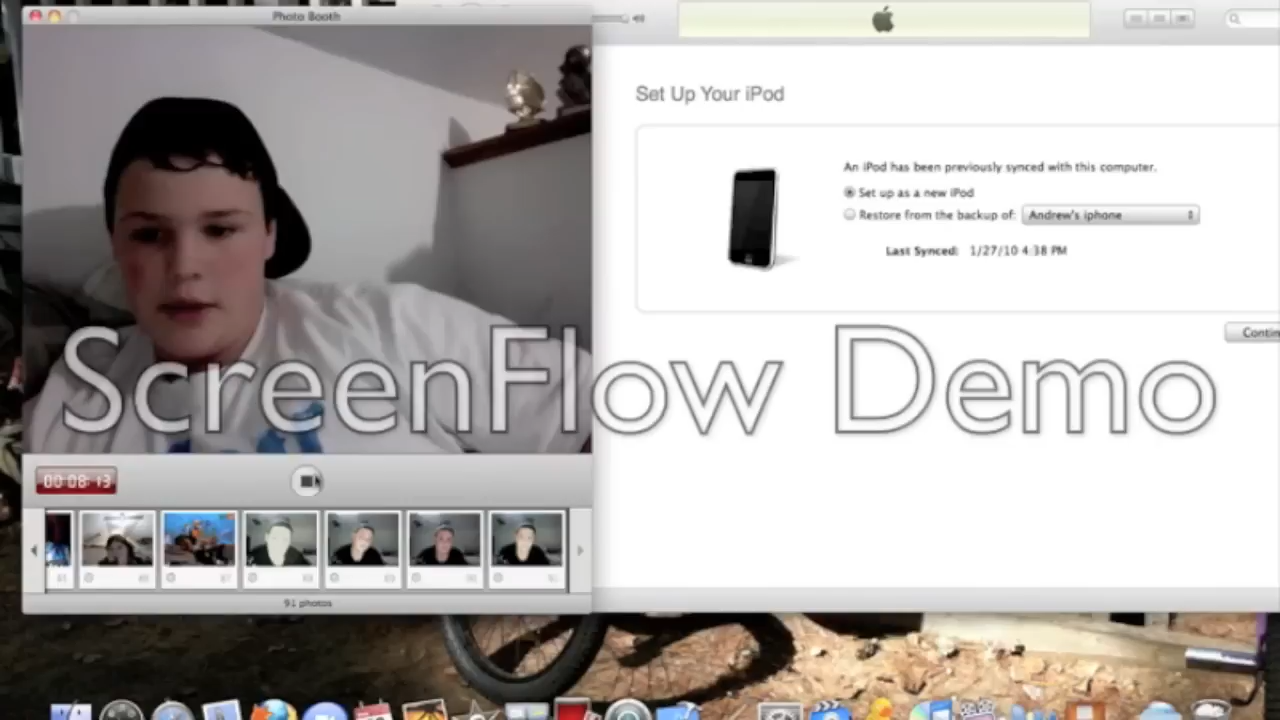 Photo Booth
Set Up Your iPod
An iPod has been previously synced with this computer.
Set up as a new iPod
Restore from the backup of: Andrew's iphone
Last Synced: 1/27/10 4:38 PM
Contin
ScreenFlow Demo
00:08:13
91 photos